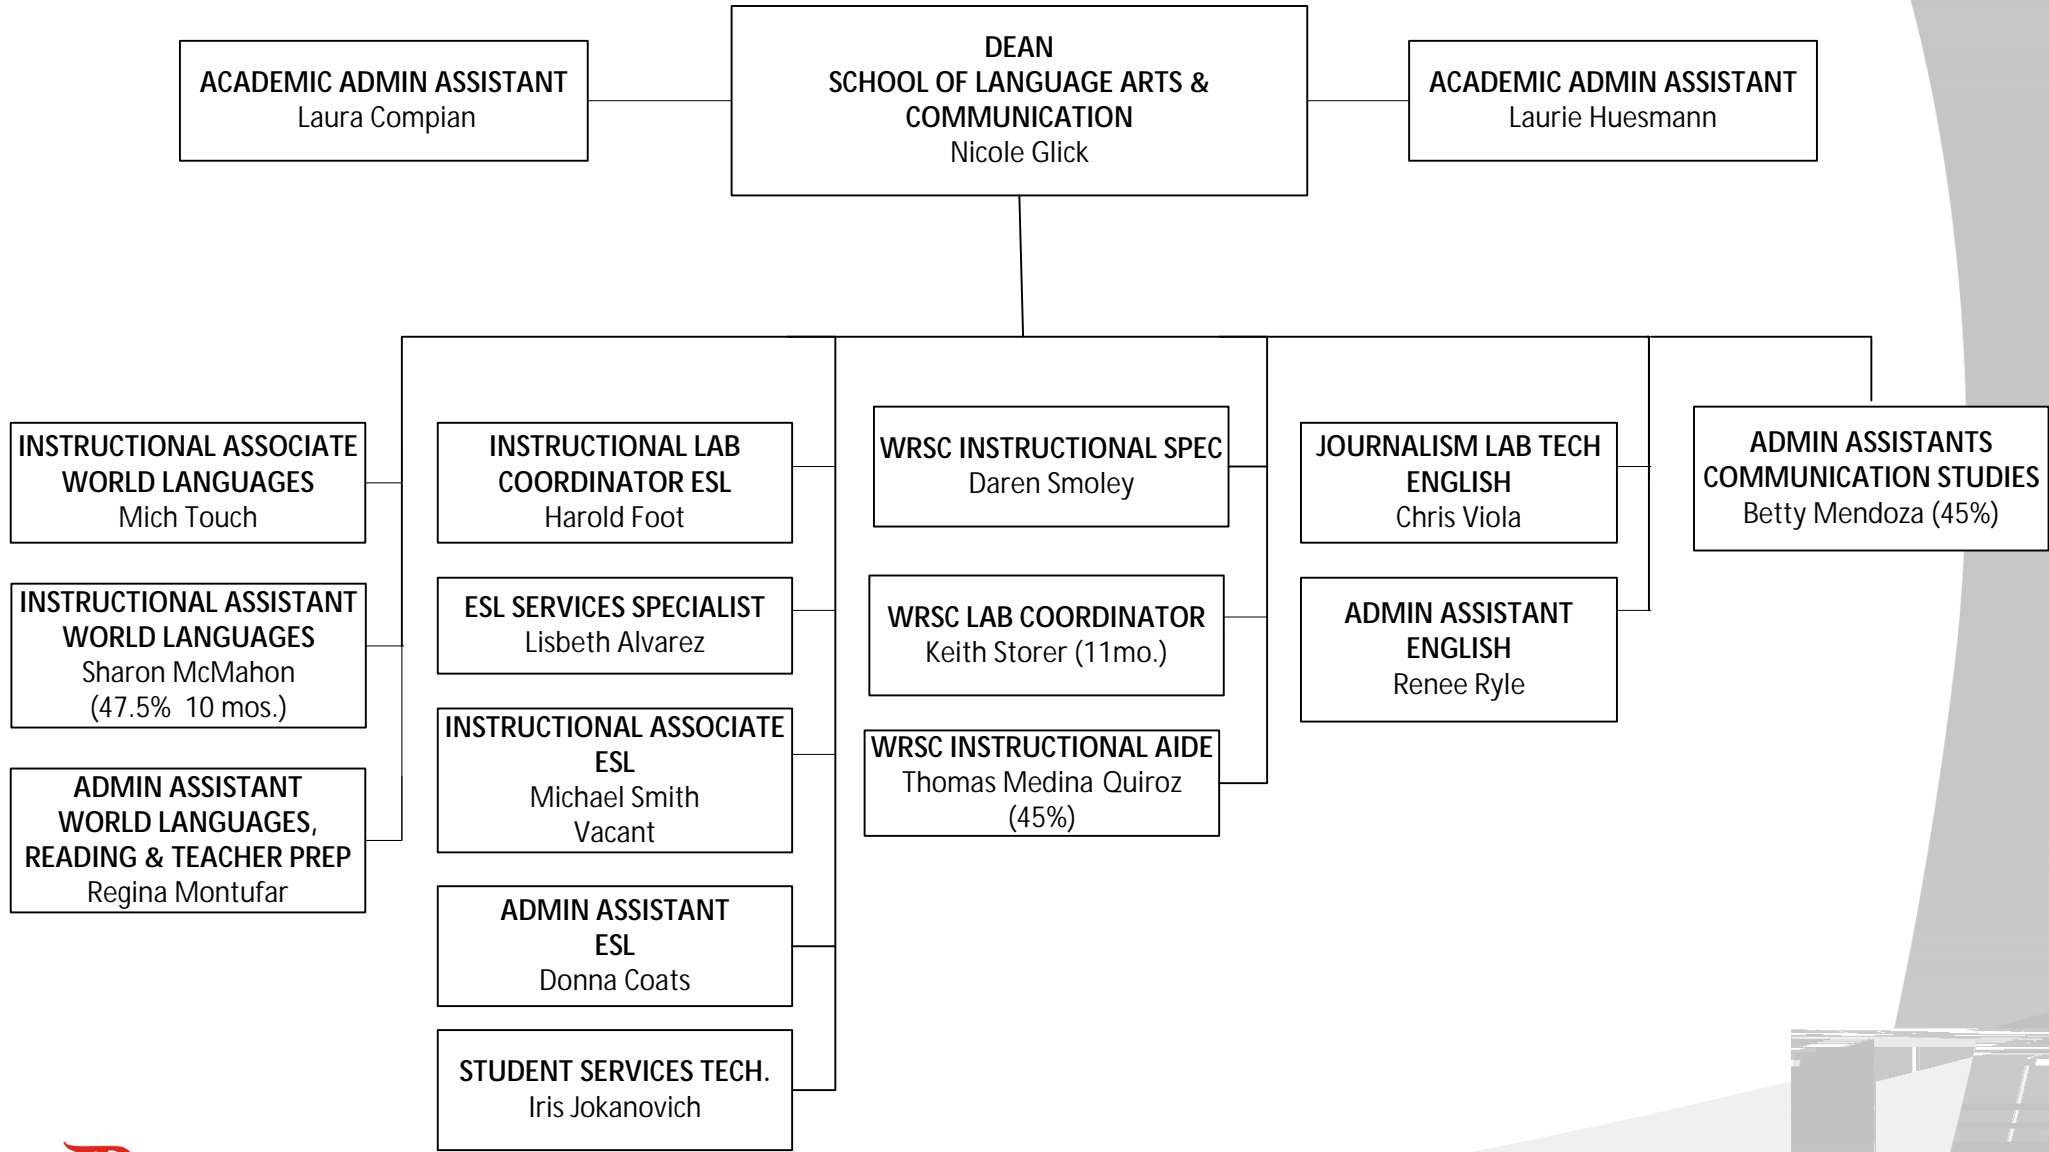 ACADEMIC ADMIN ASSISTANT
Laura Compian
DEAN
SCHOOL OF LANGUAGE ARTS &
COMMUNICATION
Nicole Glick
ACADEMIC ADMIN ASSISTANT
Laurie Huesmann
INSTRUCTIONAL ASSOCIATE
WORLD LANGUAGES
Mich Touch
INSTRUCTIONAL ASSISTANT
WORLD LANGUAGES
Sharon McMahon
(47.5% 10 mos.)
ADMIN ASSISTANT
WORLD LANGUAGES,
READING & TEACHER PREP
Regina Montufar
INSTRUCTIONAL LAB
COORDINATOR ESL
Harold Foot
ESL SERVICES SPECIALIST
Lisbeth Alvarez
INSTRUCTIONAL ASSOCIATE
ESL
Michael Smith
Vacant
ADMIN ASSISTANT
ESL
Donna Coats
STUDENT SERVICES TECH.
Iris Jokanovich
WRSC INSTRUCTIONAL SPEC
Daren Smoley
WRSC LAB COORDINATOR
Keith Storer (11mo.)
WRSC INSTRUCTIONAL AIDE
Thomas Medina Quiroz
(45%)
JOURNALISM LAB TECH
ENGLISH
Chris Viola
ADMIN ASSISTANT
ENGLISH
Renee Ryle
ADMIN ASSISTANTS
COMMUNICATION STUDIES
Betty Mendoza (45%)